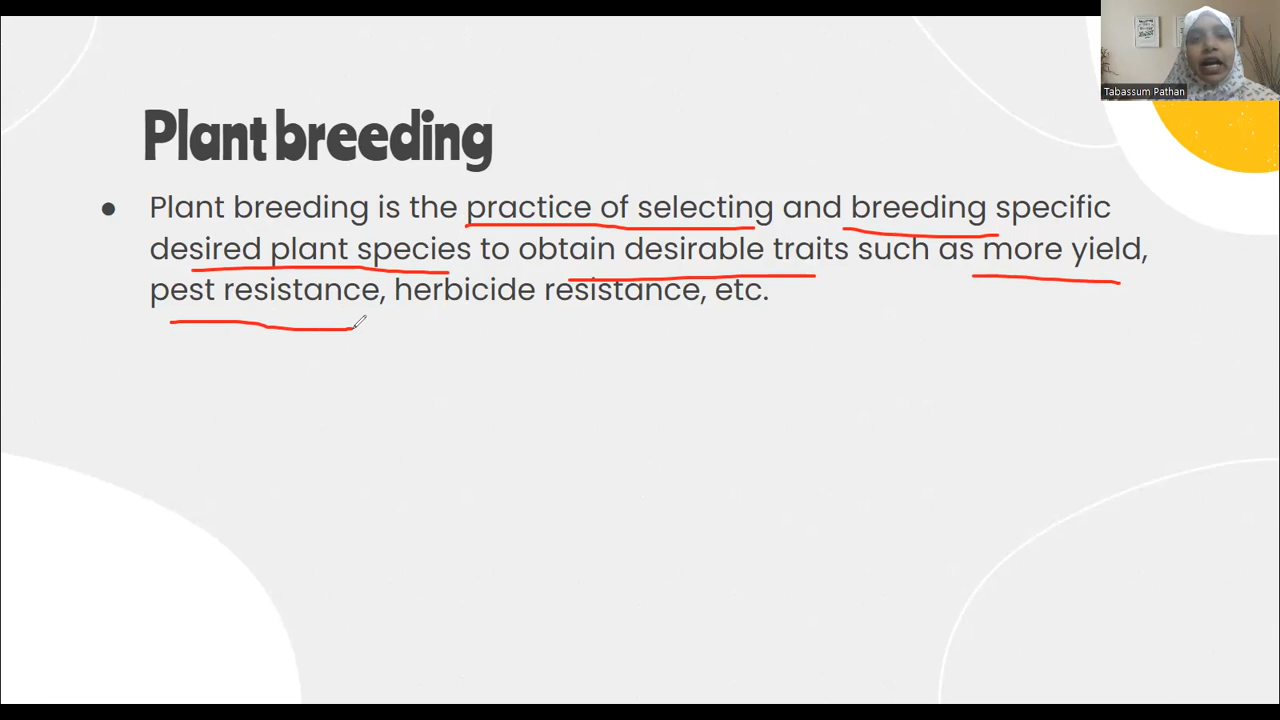 Tabassum Pathan
Plant breeding
● Plant breeding is the practice of selecting and breeding specific
desired plant species to obtain desirable traits such as more yield,
pest resistance, herbicide resistance, etc.